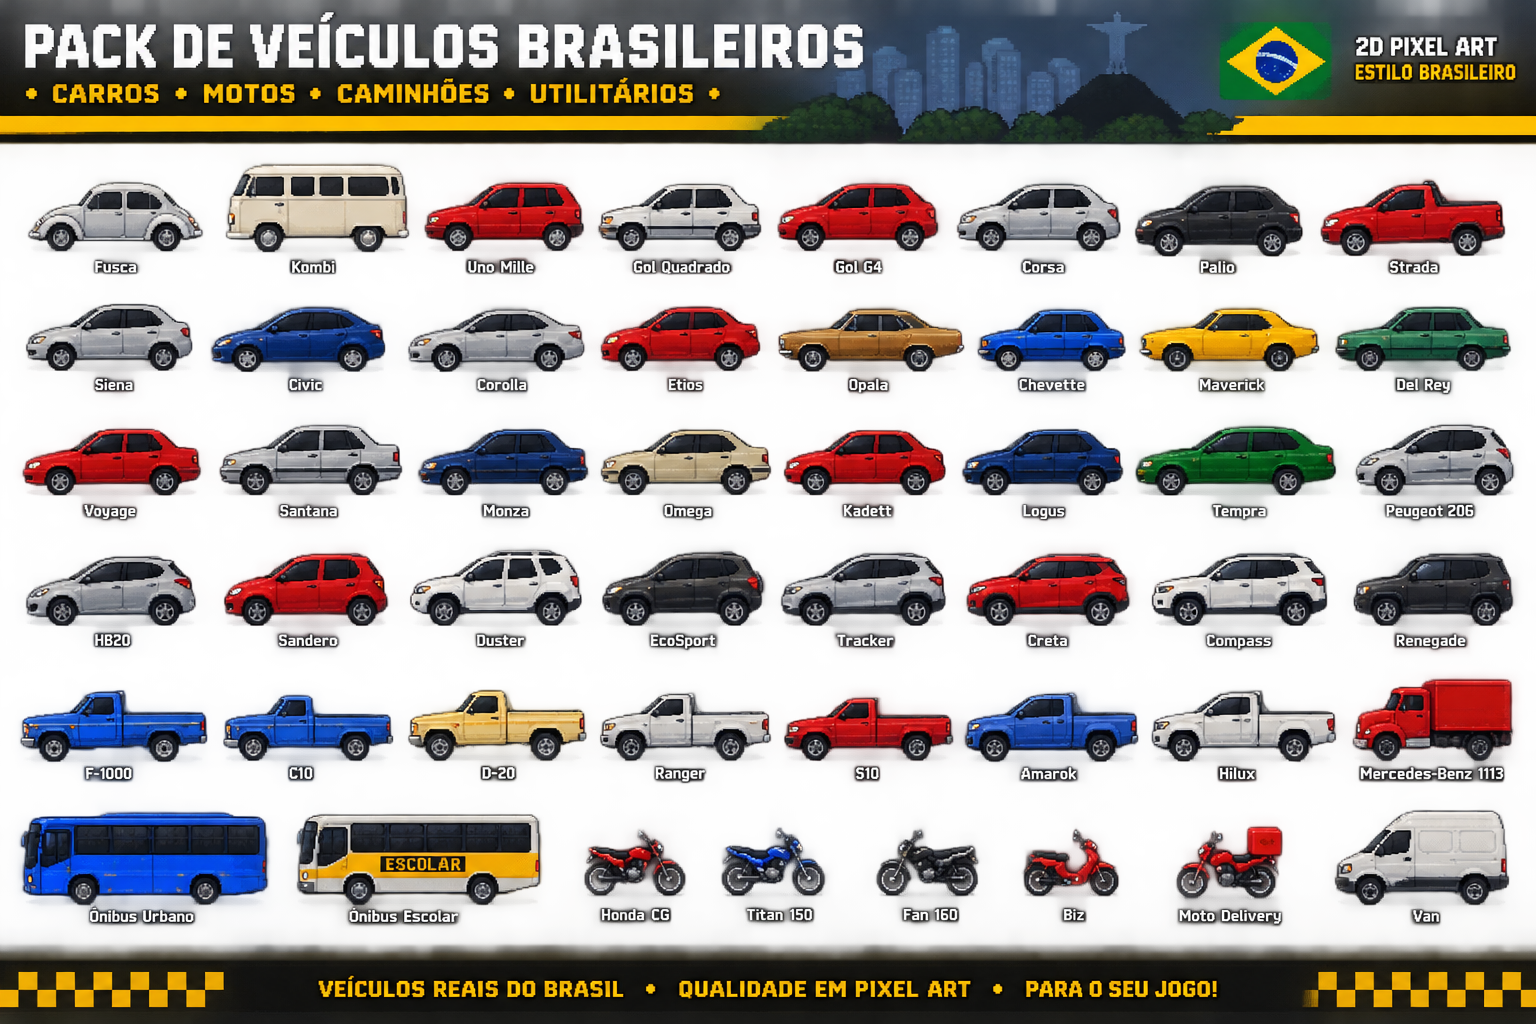 PACK DE VEÍCULOS BRASILEIROS
• CARROS • MOTOS • CAMINHÕES • UTILITÁRIOS •
2D PIXEL ART
ESTILO BRASILEIRO
Fusca
Kombi
Uno Mille
Gol Quadrado
Gol G4
Corsa
Palio
Strada
Siena
Civic
Corolla
Etios
Opala
Chevette
Maverick
Del Rey
Voyage
Santana
Monza
Omega
Kadett
Logus
Tempra
Peugeot 206
HB20
Sandero
Duster
EcoSport
Tracker
Creta
Compass
Renegade
F-1000
C10
D-20
Ranger
S10
Amarok
Hilux
Mercedes-Benz 1113
ESCOLAR
Ônibus Urbano
Ônibus Escolar
Honda CG
Titan 150
Fan 160
Biz
Moto Delivery
Van
VEÍCULOS REAIS DO BRASIL • QUALIDADE EM PIXEL ART • PARA O SEU JOGO!